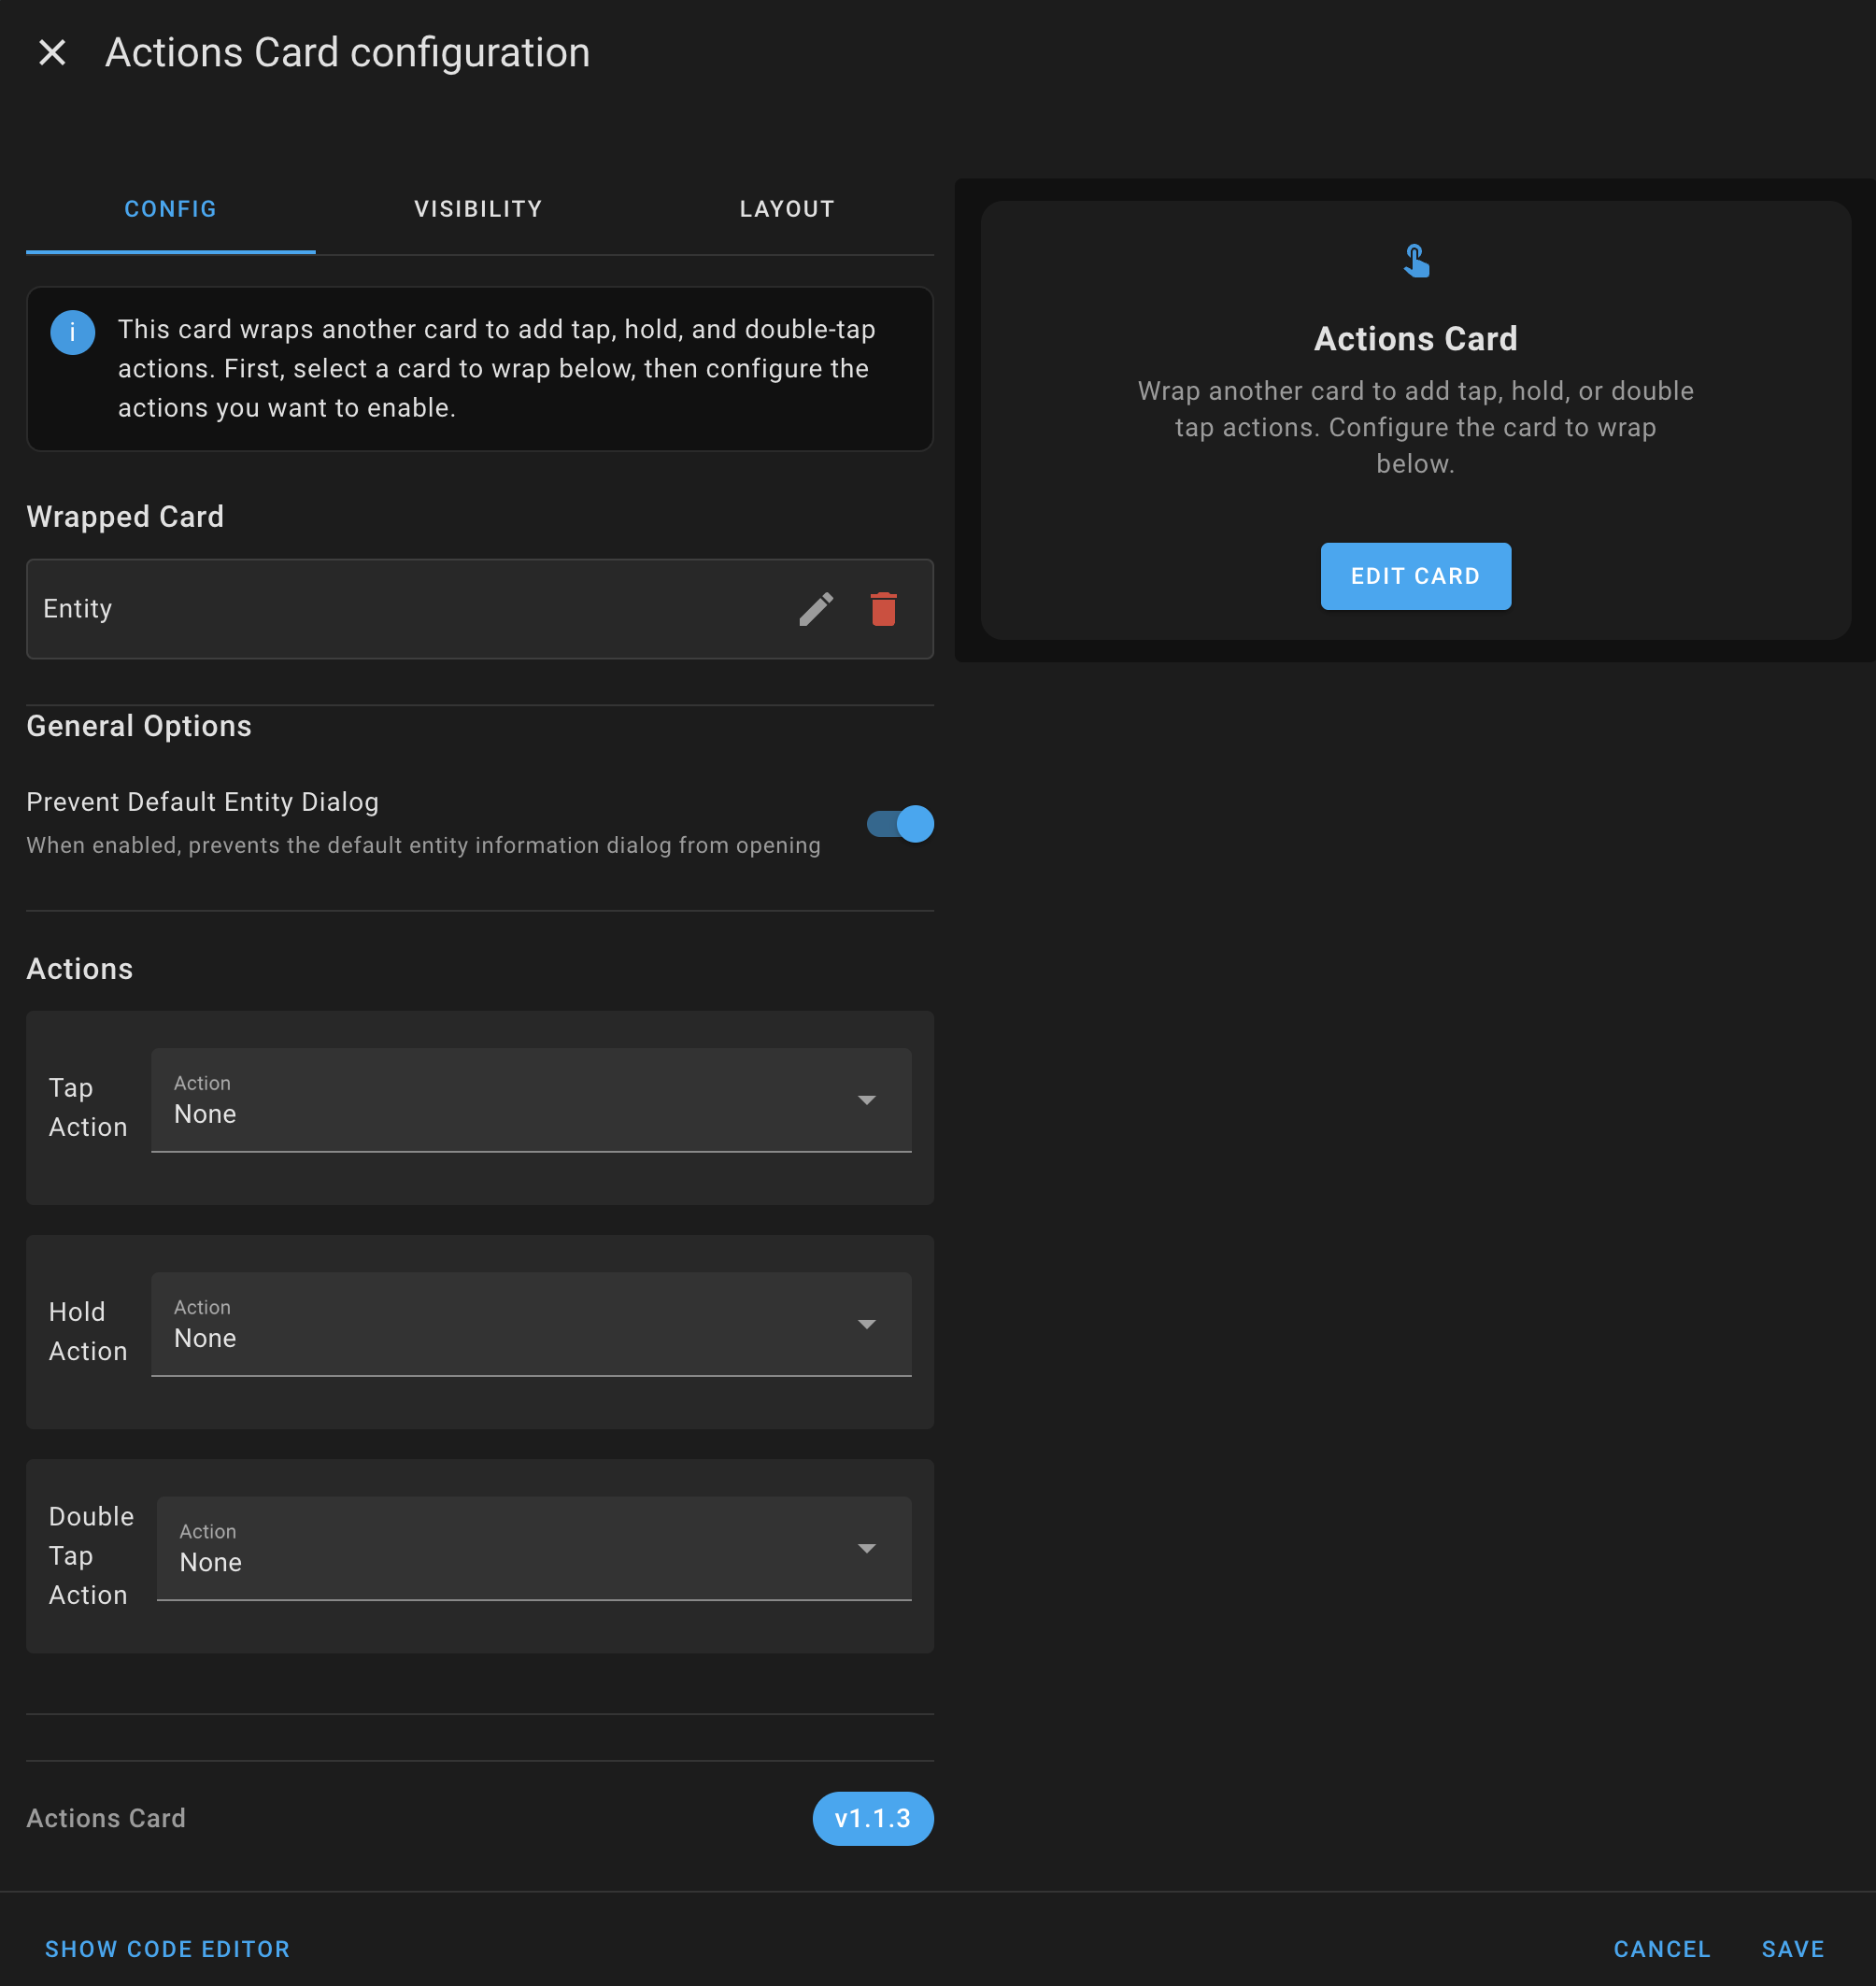 Actions Card configuration
CONFIG
VISIBILITY
LAYOUT
i
This card wraps another card to add tap, hold, and double-tap
actions. First, select a card to wrap below, then configure the
actions you want to enable.
Wrapped Card
Entity
General Options
Prevent Default Entity Dialog
When enabled, prevents the default entity information dialog from opening
Actions
Tap
Action
Action
None
Hold
Action
Action
None
Double
Tap
Action
Action
None
Actions Card
v1.1.3
Actions Card
Wrap another card to add tap, hold, or double
tap actions. Configure the card to wrap
below.
EDIT CARD
SHOW CODE EDITOR
CANCEL
SAVE